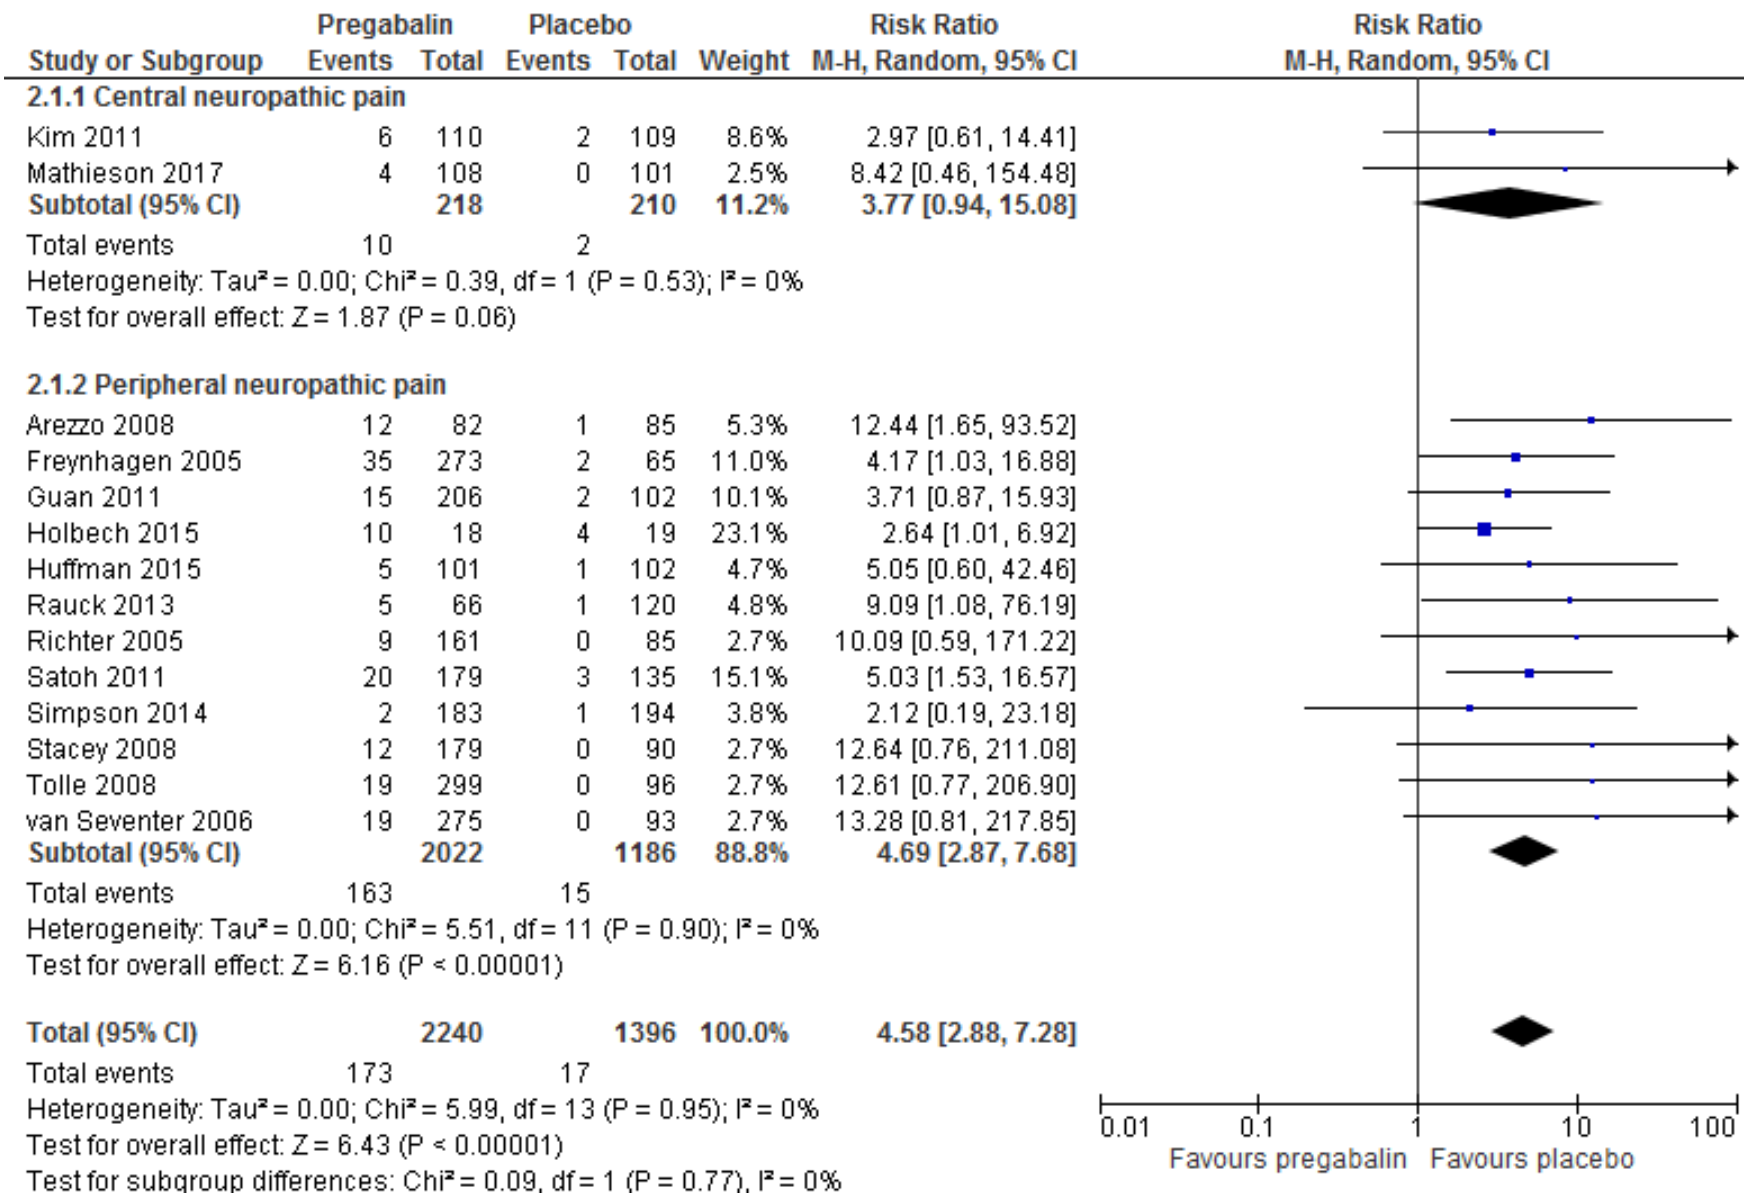 Pregabalin Placebo Risk Ratio Risk Ratio
Study or Subgroup Events Total Events Total Weight M-H, Random, 95% CI M-H, Random, 95% CI
2.1.1 Central neuropathic pain
Kim 2011 6 110 2 109 8.6% 2.97 [0.61, 14.41]
Mathieson 2017 4 108 0 101 2.5% 8.42 [0.46, 154.48]
Subtotal (95% CI) 218 210 11.2% 3.77 [0.94, 15.08]
Total events 10 2
Heterogeneity: Tau² = 0.00; Chi² = 0.39, df = 1 (P = 0.53); I² = 0%
Test for overall effect: Z = 1.87 (P = 0.06)
2.1.2 Peripheral neuropathic pain
Arezzo 2008 12 82 1 85 5.3% 12.44 [1.65, 93.52]
Freynhagen 2005 35 273 2 65 11.0% 4.17 [1.03, 16.88]
Guan 2011 15 206 2 102 10.1% 3.71 [0.87, 15.93]
Holbech 2015 10 18 4 19 23.1% 2.64 [1.01, 6.92]
Huffman 2015 5 101 1 102 4.7% 5.05 [0.60, 42.46]
Rauck 2013 5 66 1 120 4.8% 9.09 [1.08, 76.19]
Richter 2005 9 161 0 85 2.7% 10.09 [0.59, 171.22]
Satoh 2011 20 179 3 135 15.1% 5.03 [1.53, 16.57]
Simpson 2014 2 183 1 194 3.8% 2.12 [0.19, 23.18]
Stacey 2008 12 179 0 90 2.7% 12.64 [0.76, 211.08]
Tolle 2008 19 299 0 96 2.7% 12.61 [0.77, 206.90]
van Seventer 2006 19 275 0 93 2.7% 13.28 [0.81, 217.85]
Subtotal (95% CI) 2022 1186 88.8% 4.69 [2.87, 7.68]
Total events 163 15
Heterogeneity: Tau² = 0.00; Chi² = 5.51, df = 11 (P = 0.90); I² = 0%
Test for overall effect: Z = 6.16 (P < 0.00001)
Total (95% CI) 2240 1396 100.0% 4.58 [2.88, 7.28]
Total events 173 17
Heterogeneity: Tau² = 0.00; Chi² = 5.99, df = 13 (P = 0.95); I² = 0%
Test for overall effect: Z = 6.43 (P < 0.00001)
Test for subgroup differences: Chi² = 0.09, df = 1 (P = 0.77), I² = 0%
0.01 0.1 1 10 100
Favours pregabalin Favours placebo